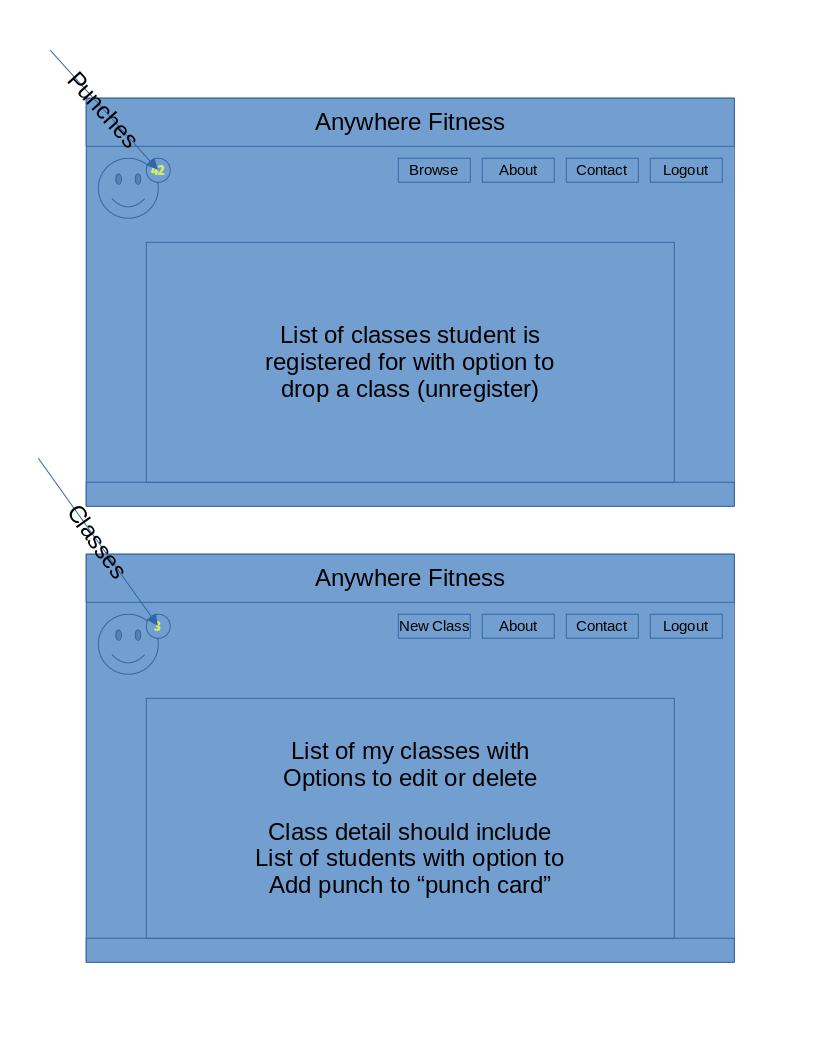 Punches
Anywhere Fitness
42
Browse
About
Contact
Logout
List of classes student is
registered for with option to
drop a class (unregister)
Classes
Anywhere Fitness
3
New Class
About
Contact
Logout
List of my classes with
Options to edit or delete
Class detail should include
List of students with option to
Add punch to “punch card”